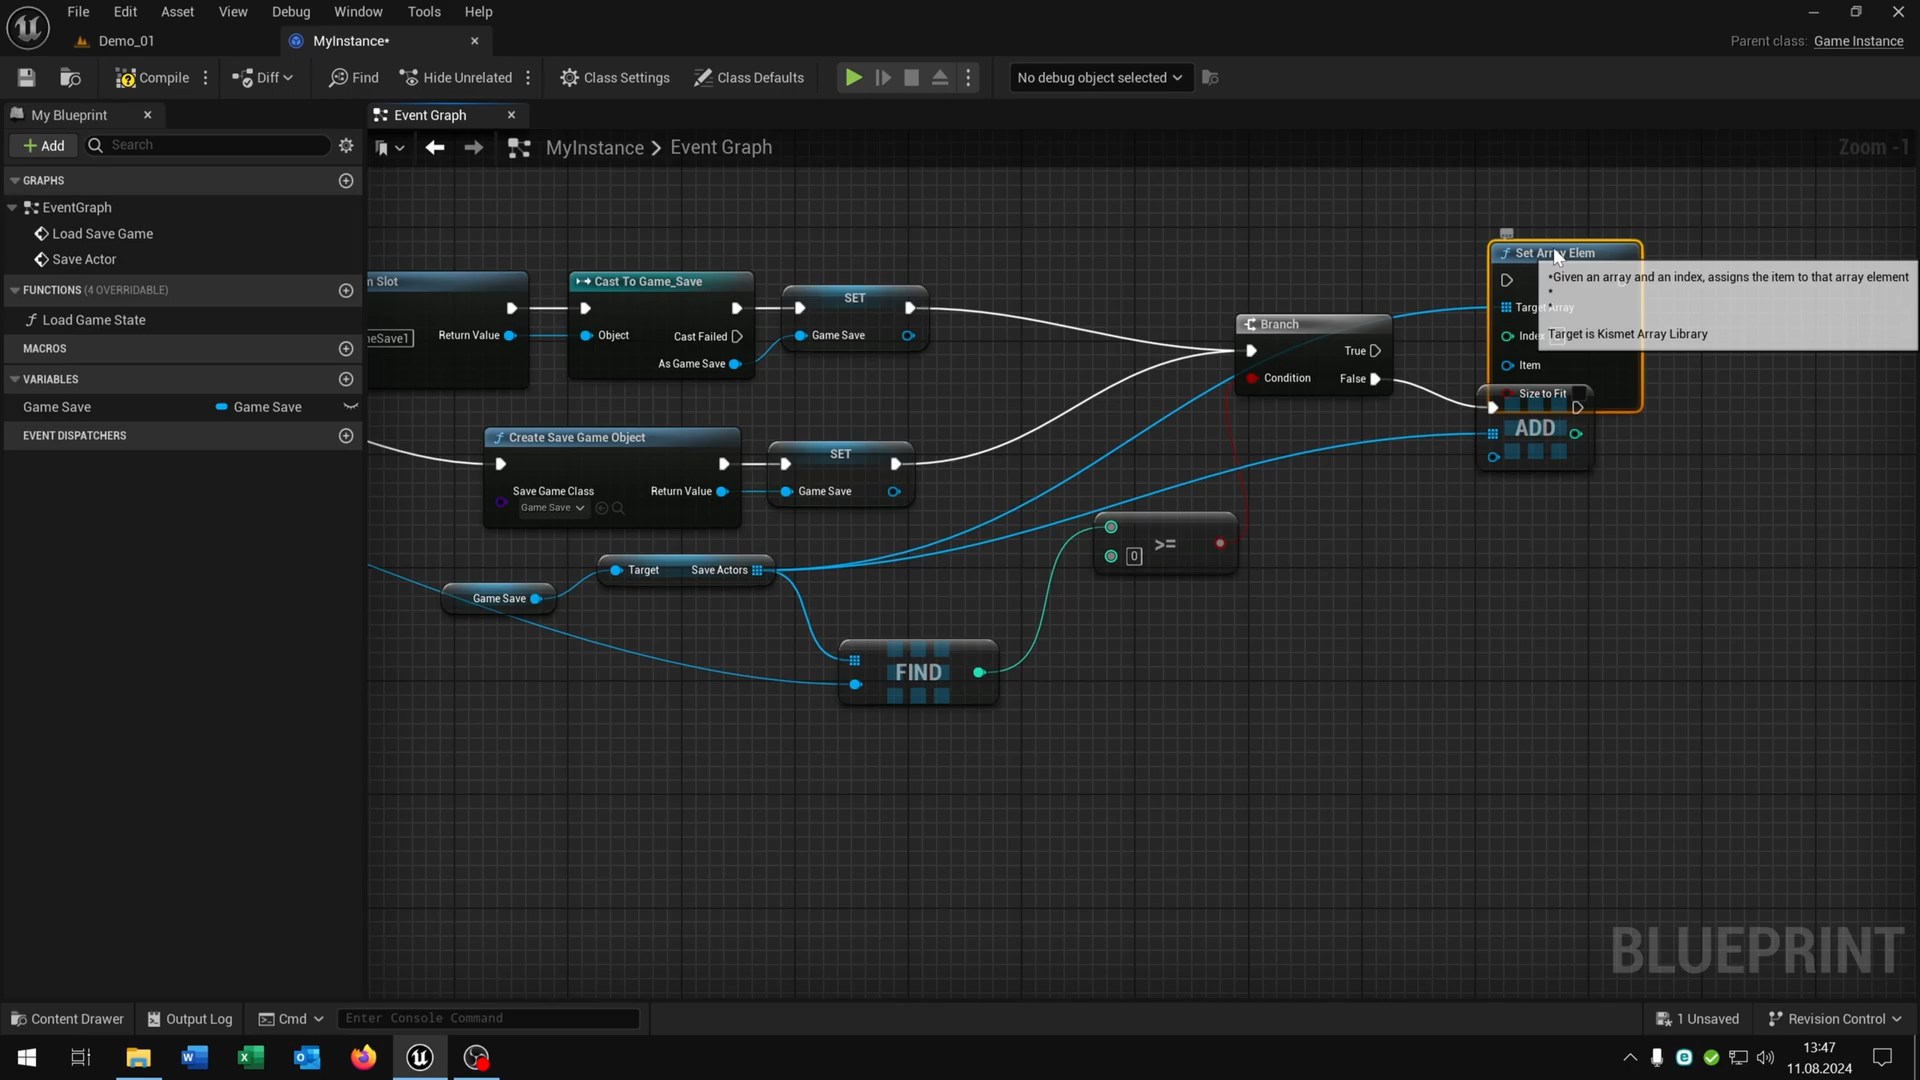 File Edit Asset View Debug Window Tools Help
Demo_01
MyInstance*
Parent class: Game Instance
Compile
Diff
Find
Hide Unrelated
Class Settings
Class Defaults
No debug object selected
My Blueprint
Event Graph
Add
Search
MyInstance > Event Graph
Zoom -1
GRAPHS
EventGraph
Load Save Game
Save Actor
FUNCTIONS (4 OVERRIDABLE)
Load Game State
MACROS
VARIABLES
Game Save
Game Save
EVENT DISPATCHERS
n Slot
neSave1]
Return Value
Cast To Game_Save
Object
Cast Failed
As Game Save
SET
Game Save
Branch
True
Condition
False
Set Array Elem
*Given an array and an index, assigns the item to that array element
*
*
Target Array
Target is Kismet Array Library
Index
Item
Size to Fit
ADD
Create Save Game Object
Save Game Class
Game Save
Return Value
SET
Game Save
0
>=
Target
Save Actors
Game Save
FIND
BLUEPRINT
Content Drawer
Output Log
Cmd
Enter Console Command
1 Unsaved
Revision Control
13:47
11.08.2024